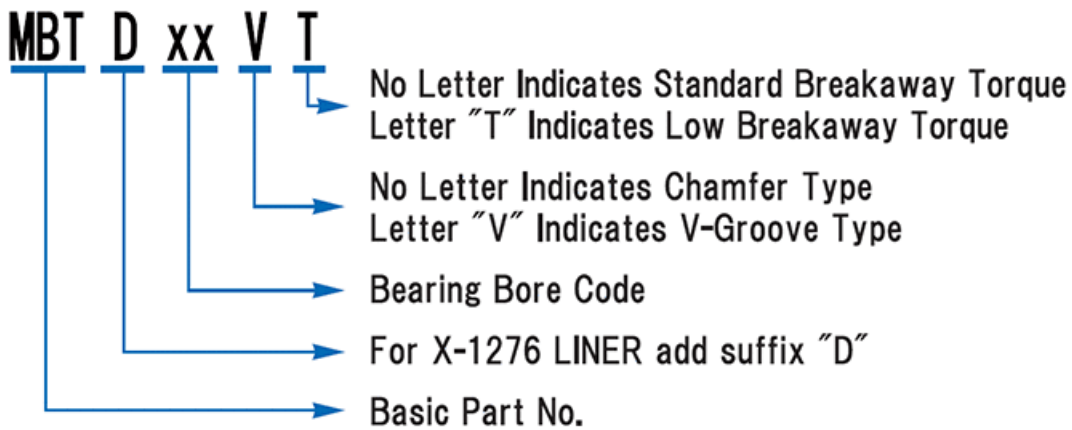 MBT D xx V T
No Letter Indicates Standard Breakaway Torque
Letter ″T″ Indicates Low Breakaway Torque
No Letter Indicates Chamfer Type
Letter ″V″ Indicates V-Groove Type
Bearing Bore Code
For X-1276 LINER add suffix ″D″
Basic Part No.